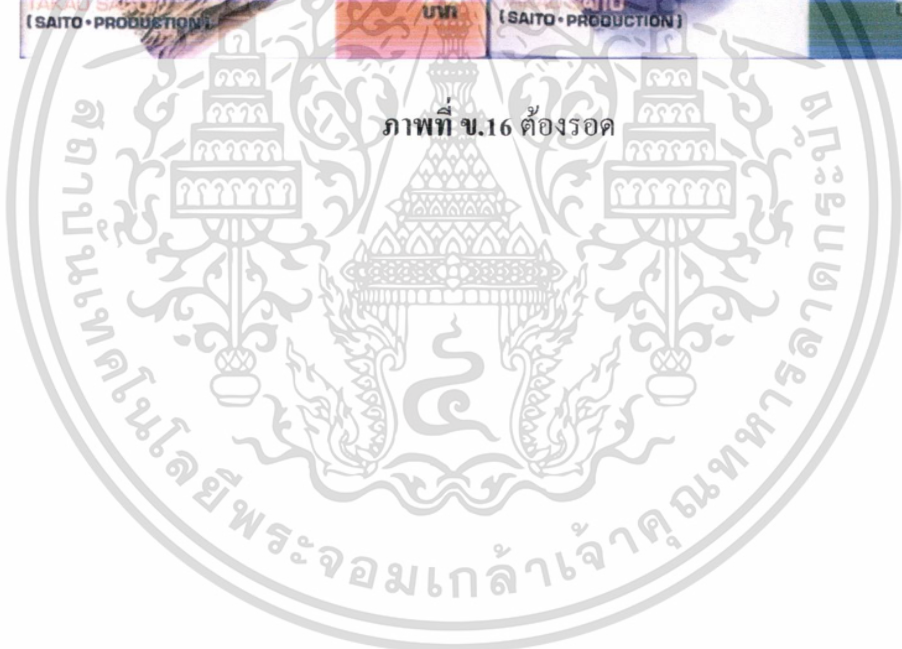 TAKAO SAITO
(SAITO•PRODUCTION)
บาท
SAITO
(SAITO•PRODUCTION)
ภาพที่ ข.16 ต้องรอด
สถาบันเทคโนโลยีพระจอมเกล้าเจ้าคุณทหารลาดกระบัง